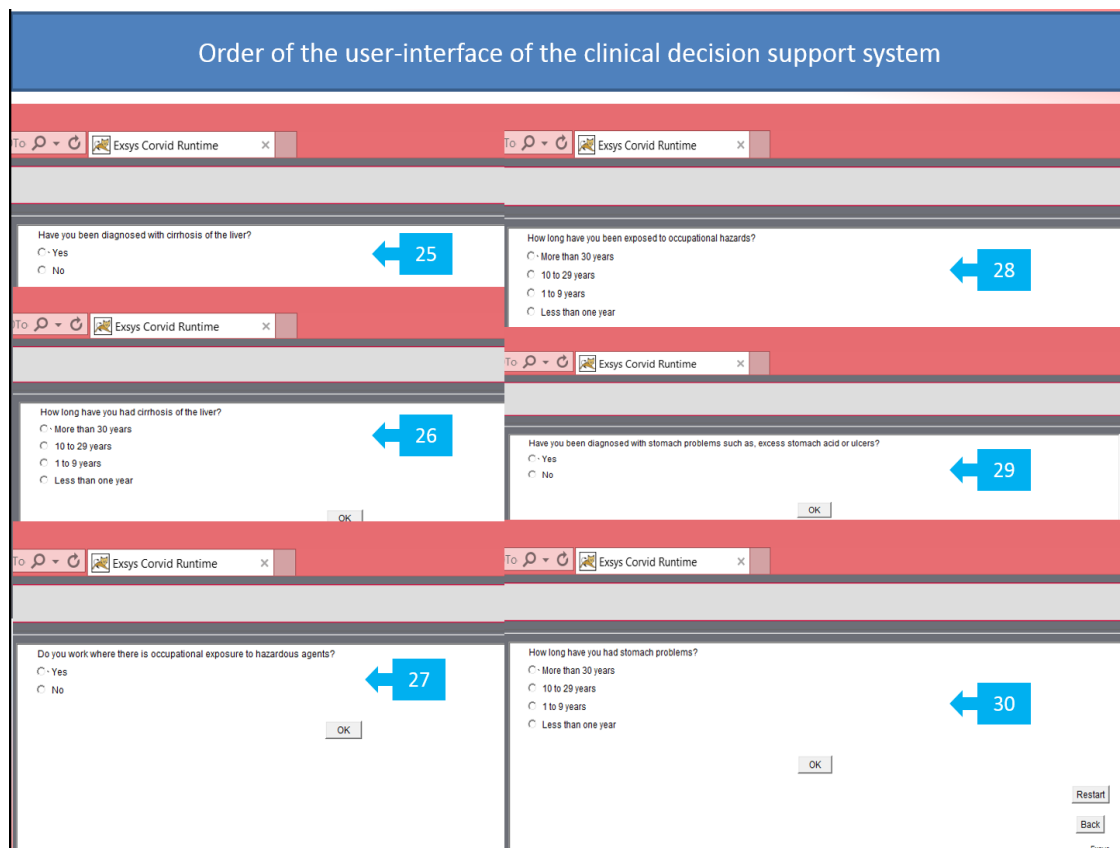 Order of the user-interface of the clinical decision support system
To
Exsys Corvid Runtime
Have you been diagnosed with cirrhosis of the liver?
Yes
No
25
To
Exsys Corvid Runtime
How long have you had cirrhosis of the liver?
More than 30 years
10 to 29 years
1 to 9 years
Less than one year
OK
26
To
Exsys Corvid Runtime
Do you work where there is occupational exposure to hazardous agents?
Yes
No
OK
27
To
Exsys Corvid Runtime
How long have you been exposed to occupational hazards?
More than 30 years
10 to 29 years
1 to 9 years
Less than one year
28
To
Exsys Corvid Runtime
Have you been diagnosed with stomach problems such as, excess stomach acid or ulcers?
Yes
No
OK
29
To
Exsys Corvid Runtime
How long have you had stomach problems?
More than 30 years
10 to 29 years
1 to 9 years
Less than one year
OK
30
Restart
Back